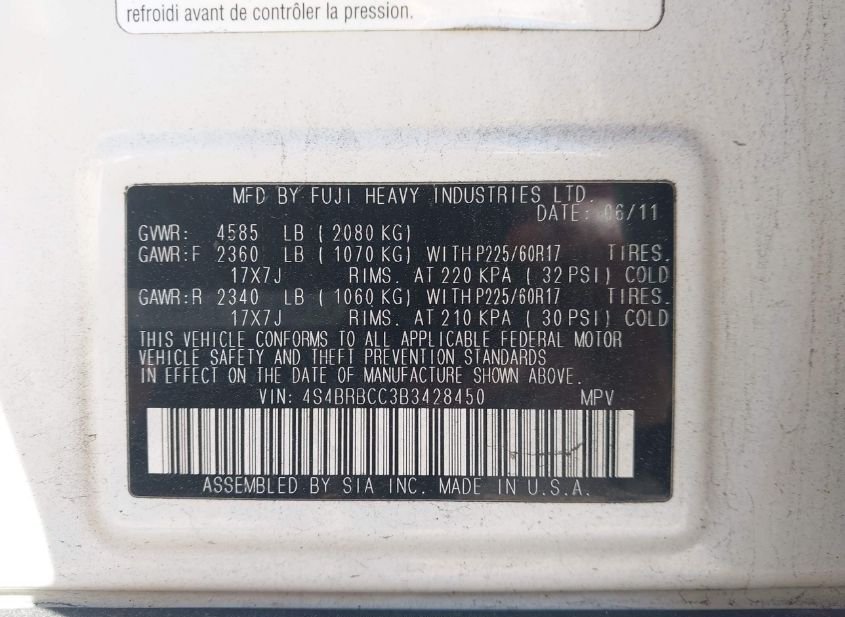 refroidi avant de contrôler la pression.
MFD BY FUJI HEAVY INDUSTRIES LTD.
DATE: 06/11
GVWR: 4585 LB ( 2080 KG)
GAWR:F 2360 LB ( 1070 KG) WITH P225/60R17 TIRES.
17X7J RIMS. AT 220 KPA ( 32 PSI) COLD
GAWR:R 2340 LB ( 1060 KG) WITH P225/60R17 TIRES.
17X7J RIMS. AT 210 KPA ( 30 PSI) COLD
THIS VEHICLE CONFORMS TO ALL APPLICABLE FEDERAL MOTOR
VEHICLE SAFETY AND THEFT PREVENTION STANDARDS
IN EFFECT ON THE DATE OF MANUFACTURE SHOWN ABOVE.
VIN: 4S4BRBCC3B3428450 MPV
ASSEMBLED BY SIA INC. MADE IN U.S.A.